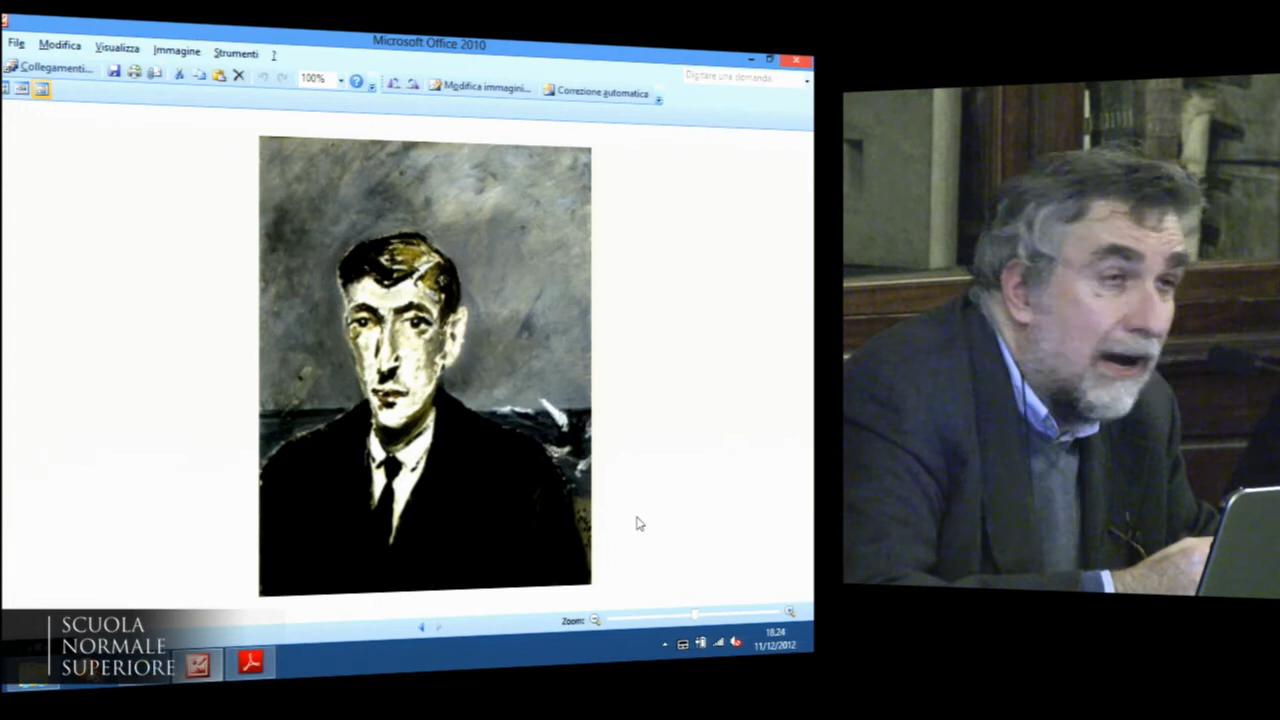 Microsoft Office 2010
File Modifica Visualizza Immagine Strumenti ?
Digitare una domanda
Collegamenti...
100%
Modifica immagini...
Correzione automatica
Zoom:
18.24
11/12/2012
SCUOLA
NORMALE
SUPERIORE